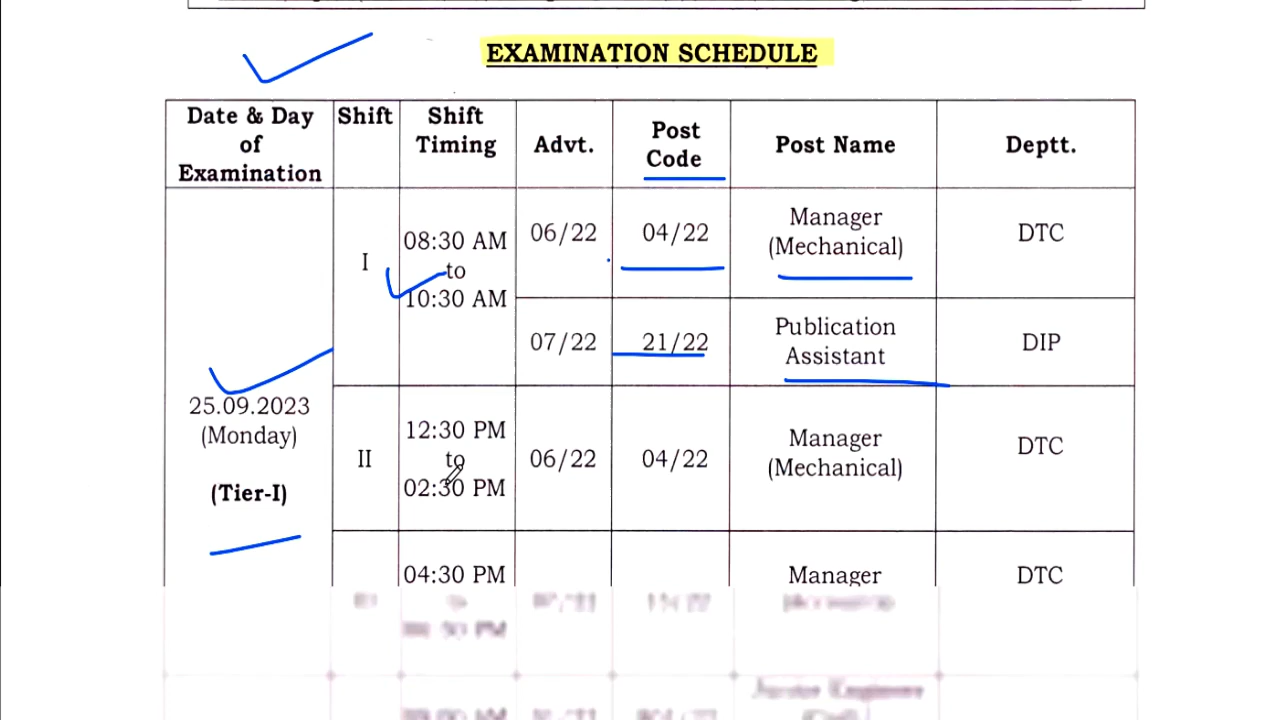 EXAMINATION SCHEDULE
Date & Day of Examination Shift Shift Timing Advt. Post Code Post Name Deptt.
25.09.2023 (Monday) (Tier-I)
I 08:30 AM to 10:30 AM 06/22 04/22 Manager (Mechanical) DTC
07/22 21/22 Publication Assistant DIP
II 12:30 PM to 02:30 PM 06/22 04/22 Manager (Mechanical) DTC
04:30 PM Manager DTC